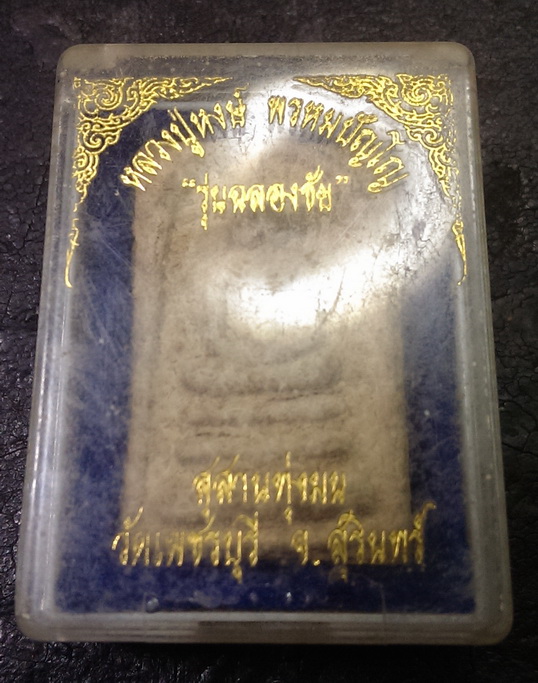 หลวงปู่หงษ์ พรหมปัญโญ
"รุ่นฉลองชัย"
สุสานทุ่งมน
วัดเพชรบุรี จ.สุรินทร์